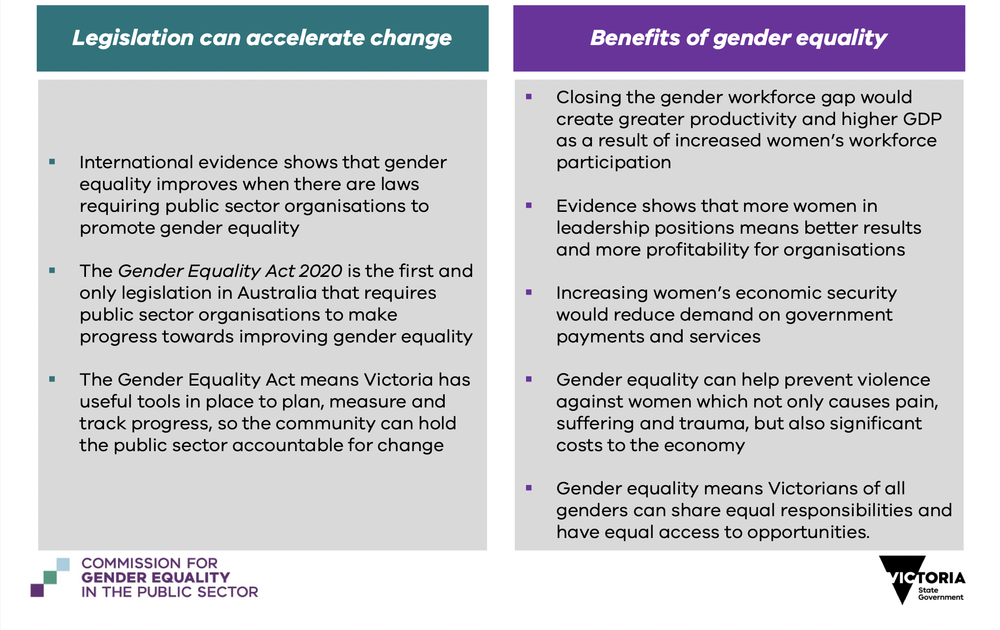 Legislation can accelerate change
International evidence shows that gender
equality improves when there are laws
requiring public sector organisations to
promote gender equality
The Gender Equality Act 2020 is the first and
only legislation in Australia that requires
public sector organisations to make
progress towards improving gender equality
The Gender Equality Act means Victoria has
useful tools in place to plan, measure and
track progress, so the community can hold
the public sector accountable for change
Benefits of gender equality
Closing the gender workforce gap would
create greater productivity and higher GDP
as a result of increased women’s workforce
participation
Evidence shows that more women in
leadership positions means better results
and more profitability for organisations
Increasing women’s economic security
would reduce demand on government
payments and services
Gender equality can help prevent violence
against women which not only causes pain,
suffering and trauma, but also significant
costs to the economy
Gender equality means Victorians of all
genders can share equal responsibilities and
have equal access to opportunities.
COMMISSION FOR
GENDER EQUALITY
IN THE PUBLIC SECTOR
VICTORIA
State
Government